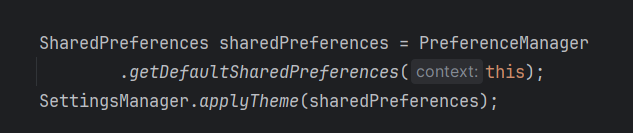 SharedPreferences sharedPreferences = PreferenceManager
.getDefaultSharedPreferences( context: this);
SettingsManager.applyTheme(sharedPreferences);